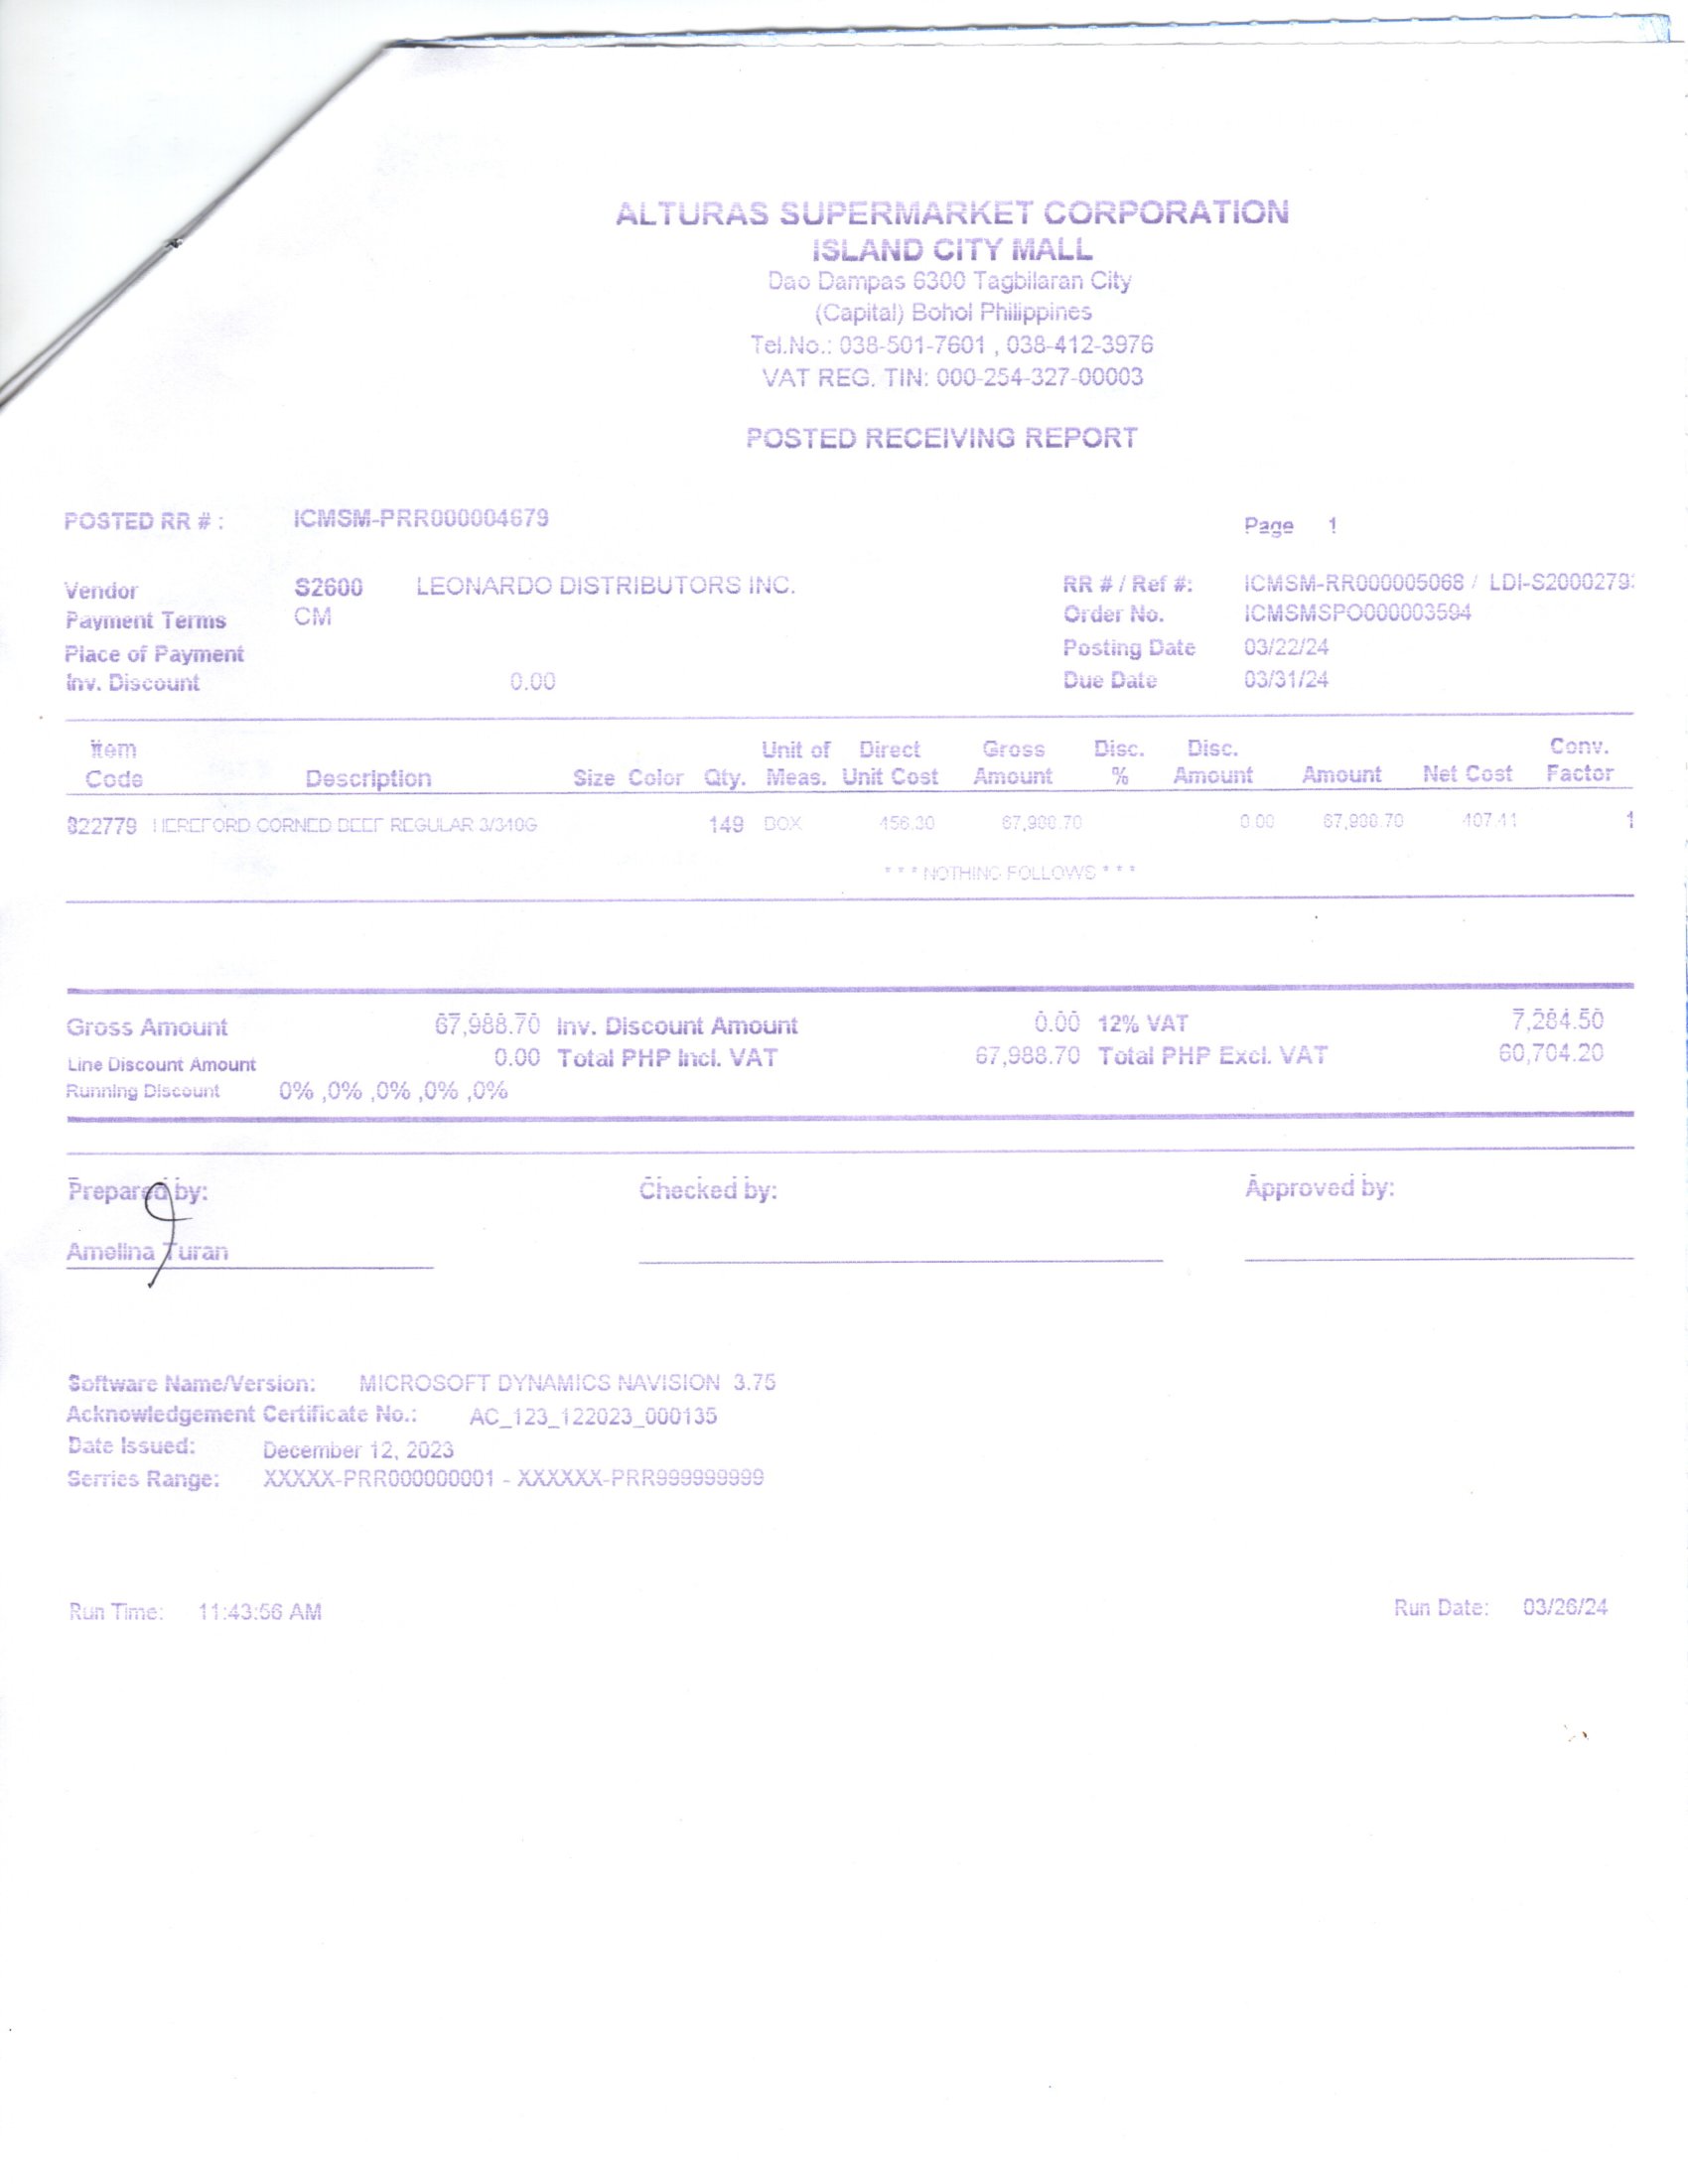 ALTURAS SUPERMARKET CORPORATION
ISLAND CITY MALL
Dao Dampas 6300 Tagbilaran City
(Capital) Bohol Philippines
Tel.No.: 038-501-7601 , 038-412-3976
VAT REG. TIN: 000-254-327-00003
POSTED RECEIVING REPORT
POSTED RR # : ICMSM-PRR000004679
Page 1
Vendor S2600 LEONARDO DISTRIBUTORS INC. RR # / Ref #: ICMSM-RR000005068 / LDI-S2000279
Payment Terms CM Order No. ICMSMSPO000003594
Place of Payment Posting Date 03/22/24
Inv. Discount 0.00 Due Date 03/31/24
Item Unit of Direct Gross Disc. Disc. Conv.
Code Description Size Color Qty. Meas. Unit Cost Amount % Amount Amount Net Cost Factor
822779 HEREFORD CORNED BEEF REGULAR 3/340G 149 BOX 456.30 67,988.70 0.00 67,988.70 407.41 1
* * * NOTHING FOLLOWS * * *
Gross Amount 67,988.70 Inv. Discount Amount 0.00 12% VAT 7,284.50
Line Discount Amount 0.00 Total PHP Incl. VAT 67,988.70 Total PHP Excl. VAT 60,704.20
Running Discount 0% ,0% ,0% ,0% ,0%
Prepared by: Checked by: Approved by:
Amelina Turan
Software Name/Version: MICROSOFT DYNAMICS NAVISION 3.75
Acknowledgement Certificate No.: AC_123_122023_000135
Date Issued: December 12, 2023
Serries Range: XXXXX-PRR000000001 - XXXXXX-PRR999999999
Run Time: 11:43:56 AM Run Date: 03/26/24